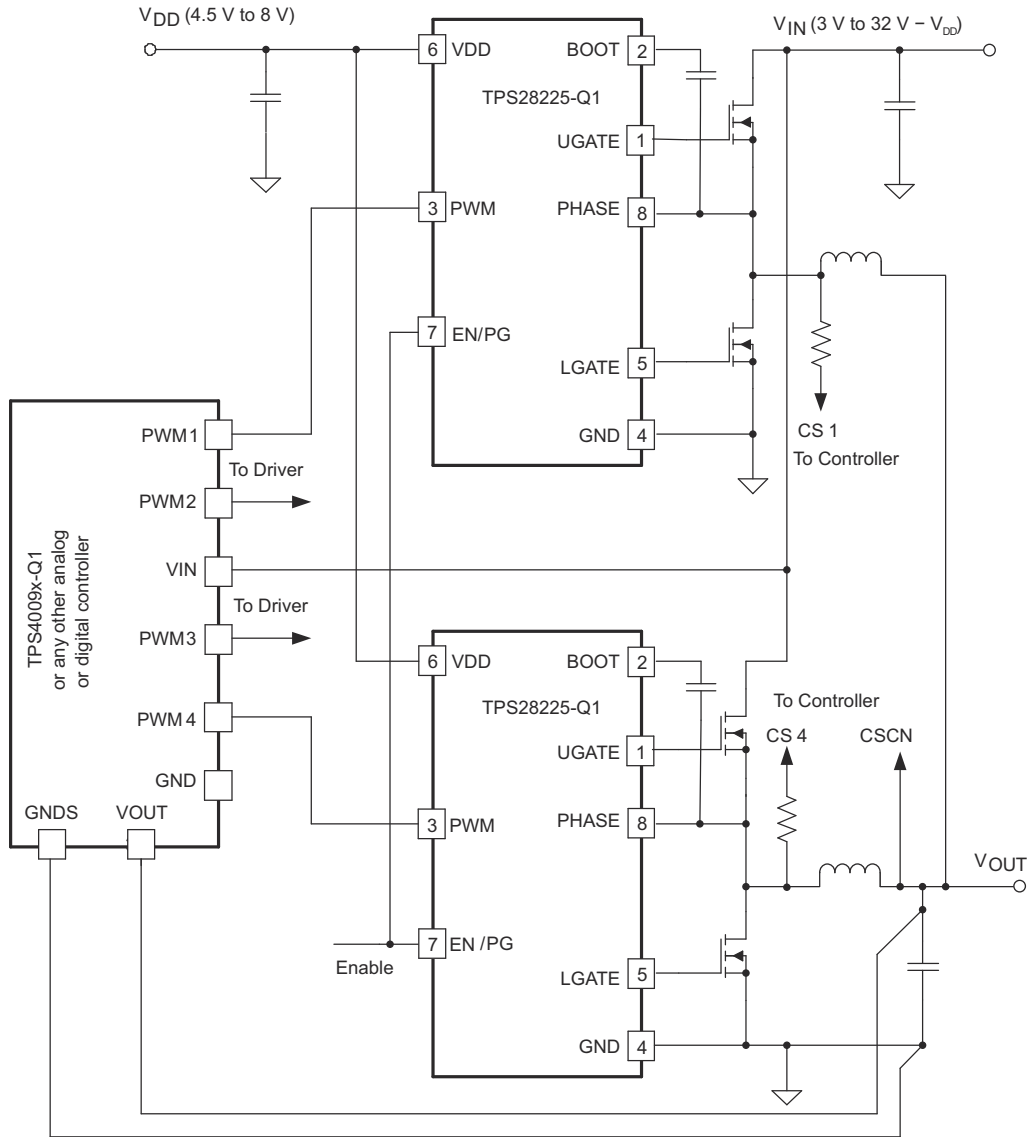 VDD (4.5 V to 8 V)
VIN (3 V to 32 V − VDD)
6 VDD
BOOT 2
TPS28225-Q1
UGATE 1
3 PWM
PHASE 8
7 EN/PG
LGATE 5
GND 4
CS 1
To Controller
PWM1
To Driver
PWM2
VIN
To Driver
PWM3
PWM4
GND
GNDS
VOUT
TPS4009x-Q1
or any other analog
or digital controller
6 VDD
BOOT 2
TPS28225-Q1
UGATE 1
3 PWM
PHASE 8
7 EN /PG
Enable
LGATE 5
GND 4
To Controller
CS 4
CSCN
VOUT